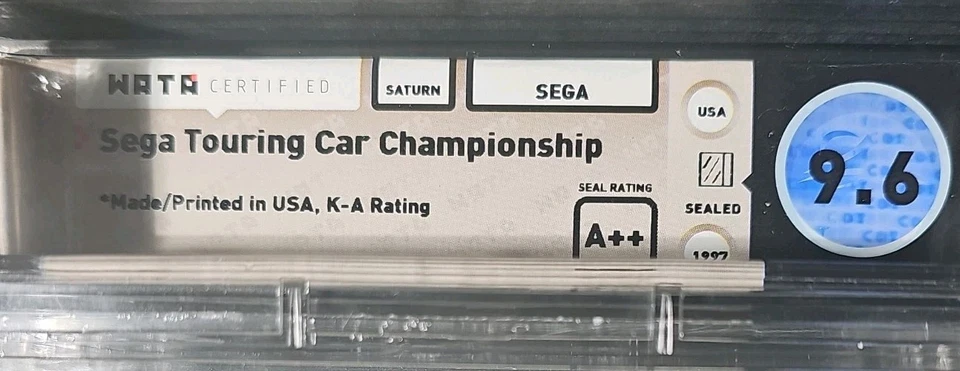 WATA CERTIFIED
SATURN
SEGA
USA
Sega Touring Car Championship
*Made/Printed in USA, K-A Rating
SEAL RATING
A++
SEALED
1997
9.6